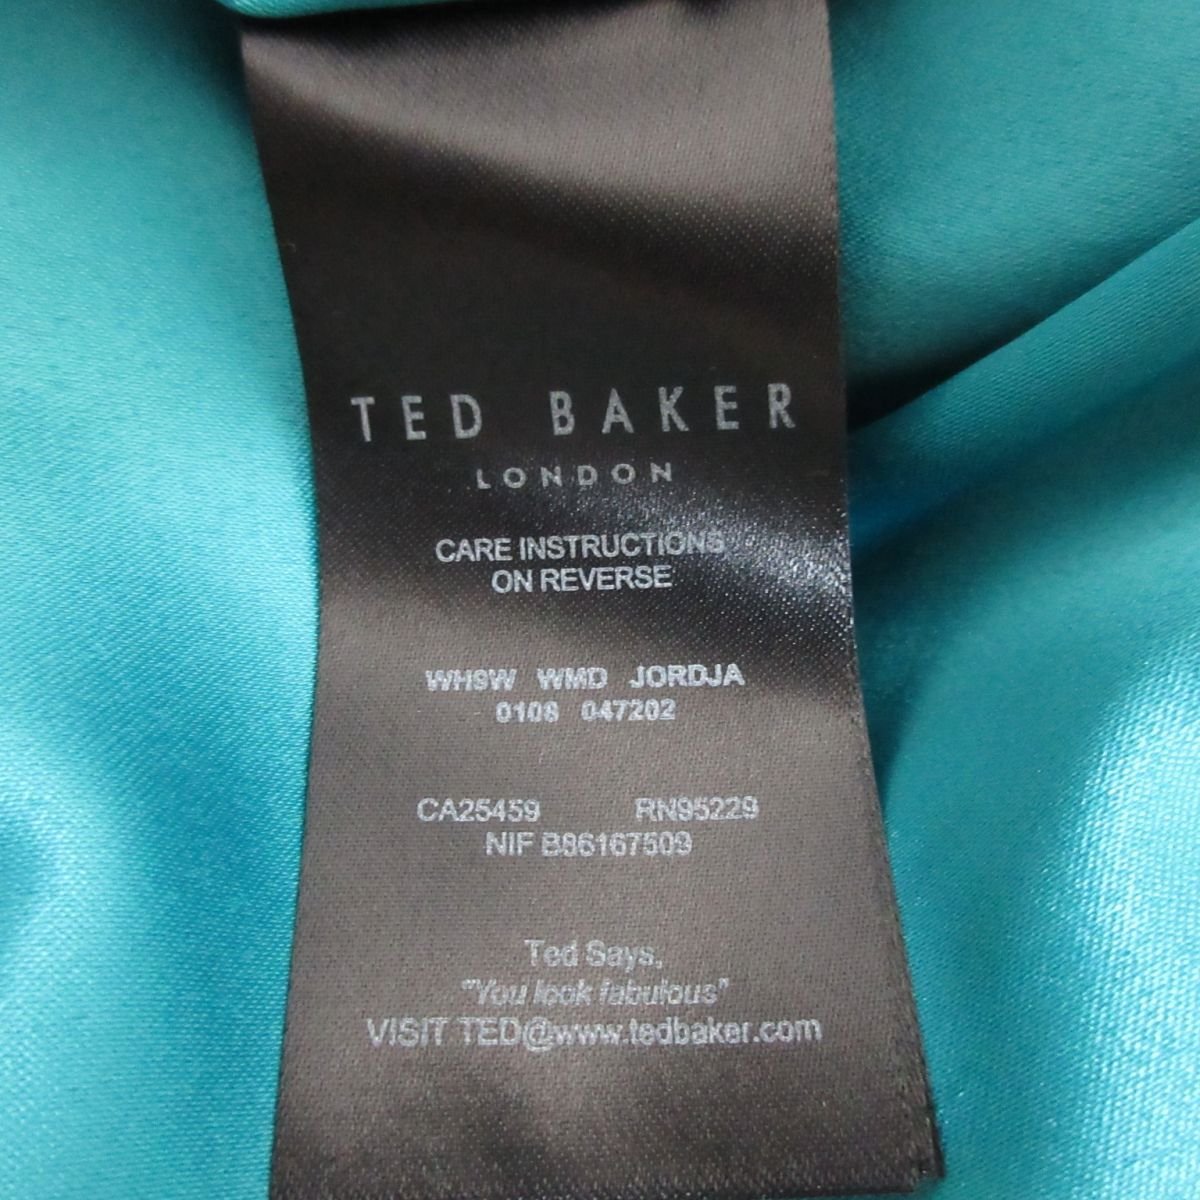 TED BAKER
LONDON
CARE INSTRUCTIONS
ON REVERSE
WH9W WMD JORDJA
0108 047202
CA25459 RN95229
NIF B86167509
Ted Says,
"You look fabulous"
VISIT TED@www.tedbaker.com